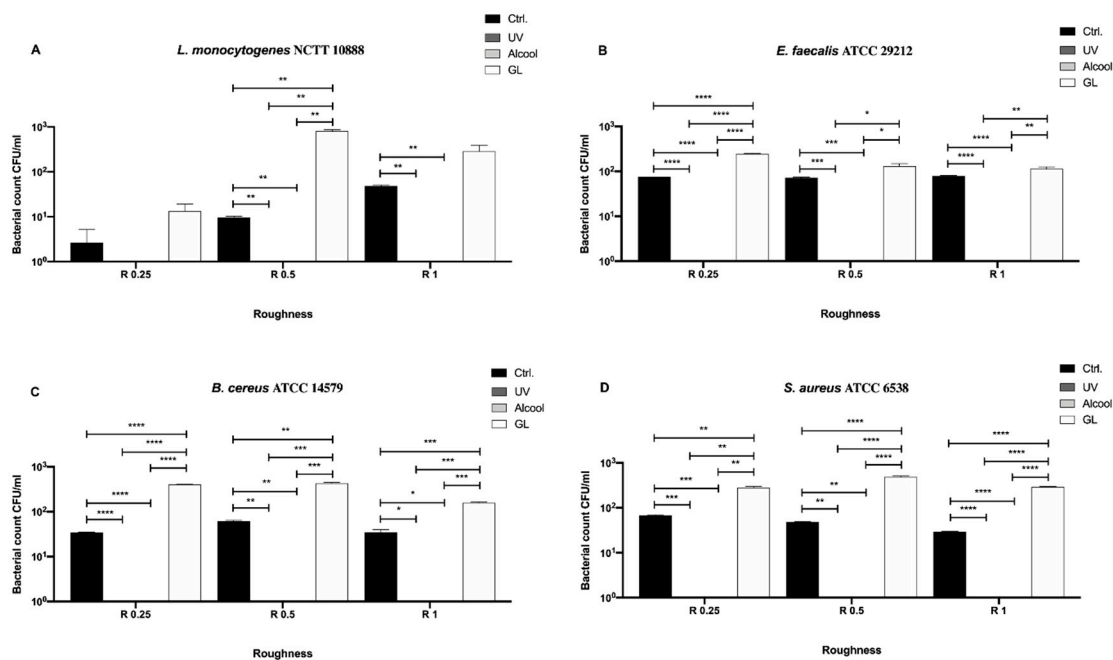 A
L. monocytogenes NCTT 10888
Ctrl.
UV
Alcool
GL
Bacterial count CFU/ml
10³
10²
10¹
10⁰
** ** ** ** ** ** **
R 0.25 R 0.5 R 1
Roughness
B
E. faecalis ATCC 29212
Ctrl.
UV
Alcool
GL
Bacterial count CFU/ml
10³
10²
10¹
10⁰
**** **** **** **** ****
* * *** ***
** ** **** ****
R 0.25 R 0.5 R 1
Roughness
C
B. cereus ATCC 14579
Ctrl.
UV
Alcool
GL
Bacterial count CFU/ml
10³
10²
10¹
10⁰
**** **** **** **** ****
** *** *** ** **
*** *** *** * *
R 0.25 R 0.5 R 1
Roughness
D
S. aureus ATCC 6538
Ctrl.
UV
Alcool
GL
Bacterial count CFU/ml
10³
10²
10¹
10⁰
** ** ** *** ***
**** **** **** ** **
**** **** **** **** ****
R 0.25 R 0.5 R 1
Roughness